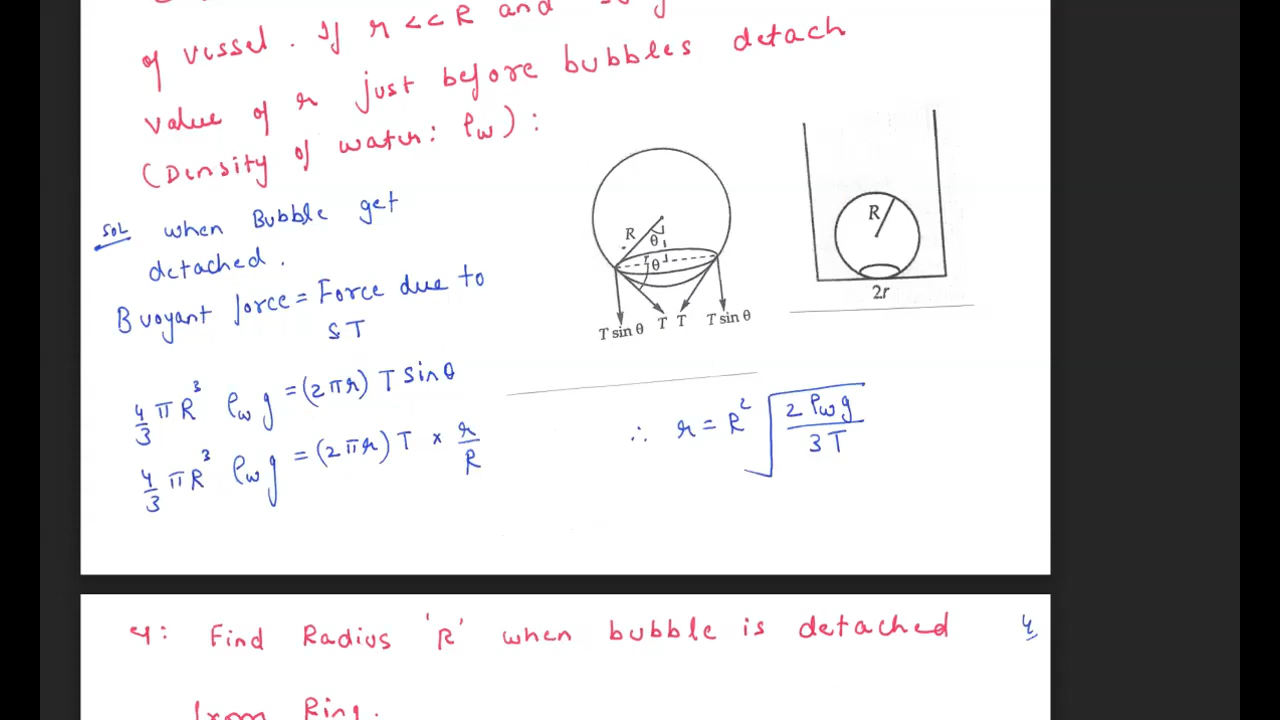 of vessel. If r << R and
value of r just before bubbles detach
(Density of water: ρw) :
Sol when Bubble get
detached.
Buoyant force = Force due to
ST
4/3 πR³ ρw g = (2πr) T sinθ
4/3 πR³ ρw g = (2πr) T × r/R
R
θ
θ
T sin θ T T T sin θ
R
2r
∴ r = R² √(2 ρw g / 3T)
4: Find Radius 'R' when bubble is detached
from Ring.